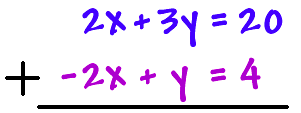 2x + 3y = 20
+ -2x + y = 4